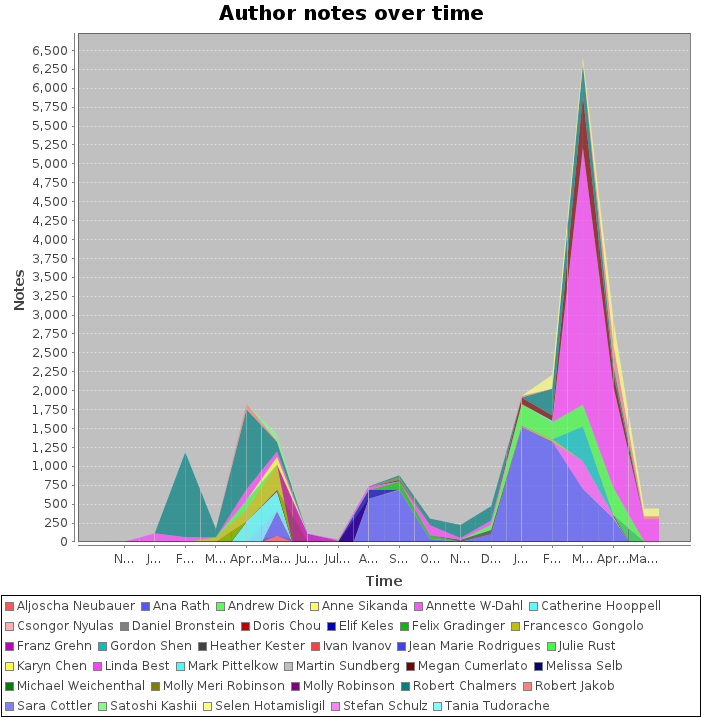 Author notes over time
6,500
6,250
6,000
5,750
5,500
5,250
5,000
4,750
4,500
4,250
4,000
3,750
3,500
3,250
3,000
2,750
2,500
2,250
2,000
1,750
1,500
1,250
1,000
750
500
250
0
Notes
N... J... F... M... Apr... Ma... Ju... Jul... A... S... O... N... D... J... F... M... Apr... Ma...
Time
Aljoscha Neubauer Ana Rath Andrew Dick Anne Sikanda Annette W-Dahl Catherine Hooppell
Csongor Nyulas Daniel Bronstein Doris Chou Elif Keles Felix Gradinger Francesco Gongolo
Franz Grehn Gordon Shen Heather Kester Ivan Ivanov Jean Marie Rodrigues Julie Rust
Karyn Chen Linda Best Mark Pittelkow Martin Sundberg Megan Cumerlato Melissa Selb
Michael Weichenthal Molly Meri Robinson Molly Robinson Robert Chalmers Robert Jakob
Sara Cottler Satoshi Kashii Selen Hotamisligil Stefan Schulz Tania Tudorache